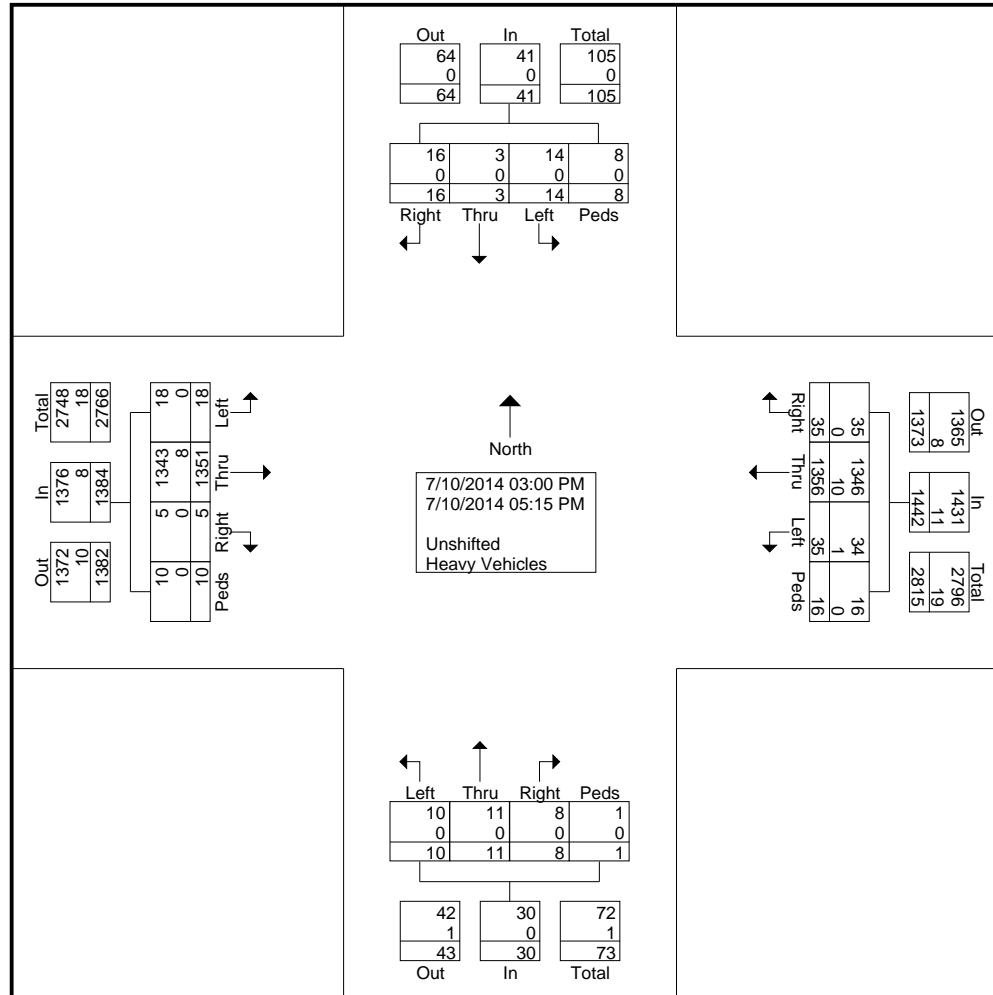 Out In Total
64 41 105
0 0 0
64 41 105
16 3 14 8
0 0 0 0
16 3 14 8
Right Thru Left Peds
Total
2748
18
2766
In
1376
8
1384
Out
1372
10
1382
18 0 18
Left
1343 8 1351
Thru
5 0 5
Right
10 0 10
Peds
North
7/10/2014 03:00 PM
7/10/2014 05:15 PM
Unshifted
Heavy Vehicles
Right
35 0 35
Thru
1346 10 1356
Left
34 1 35
Peds
16 0 16
Out
1365
8
1373
In
1431
11
1442
Total
2796
19
2815
Left Thru Right Peds
10 11 8 1
0 0 0 0
10 11 8 1
42 30 72
1 0 1
43 30 73
Out In Total